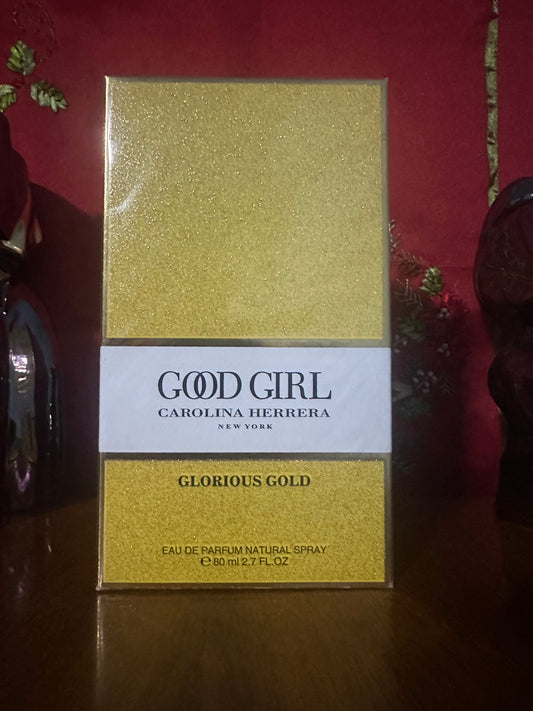 GOOD GIRL
CAROLINA HERRERA
NEW YORK
GLORIOUS GOLD
EAU DE PARFUM NATURAL SPRAY
℮ 80 ml 2,7 FL.OZ